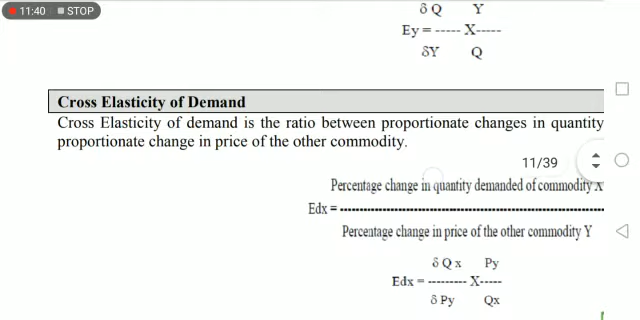 11:40 STOP
δ Q Y
Ey = ----- X-----
δY Q
Cross Elasticity of Demand
Cross Elasticity of demand is the ratio between proportionate changes in quantity
proportionate change in price of the other commodity.
11/39
Percentage change in quantity demanded of commodity X
Edx = --------------------------------------------------
Percentage change in price of the other commodity Y
δ Q x Py
Edx = --------- X-----
δ Py Qx